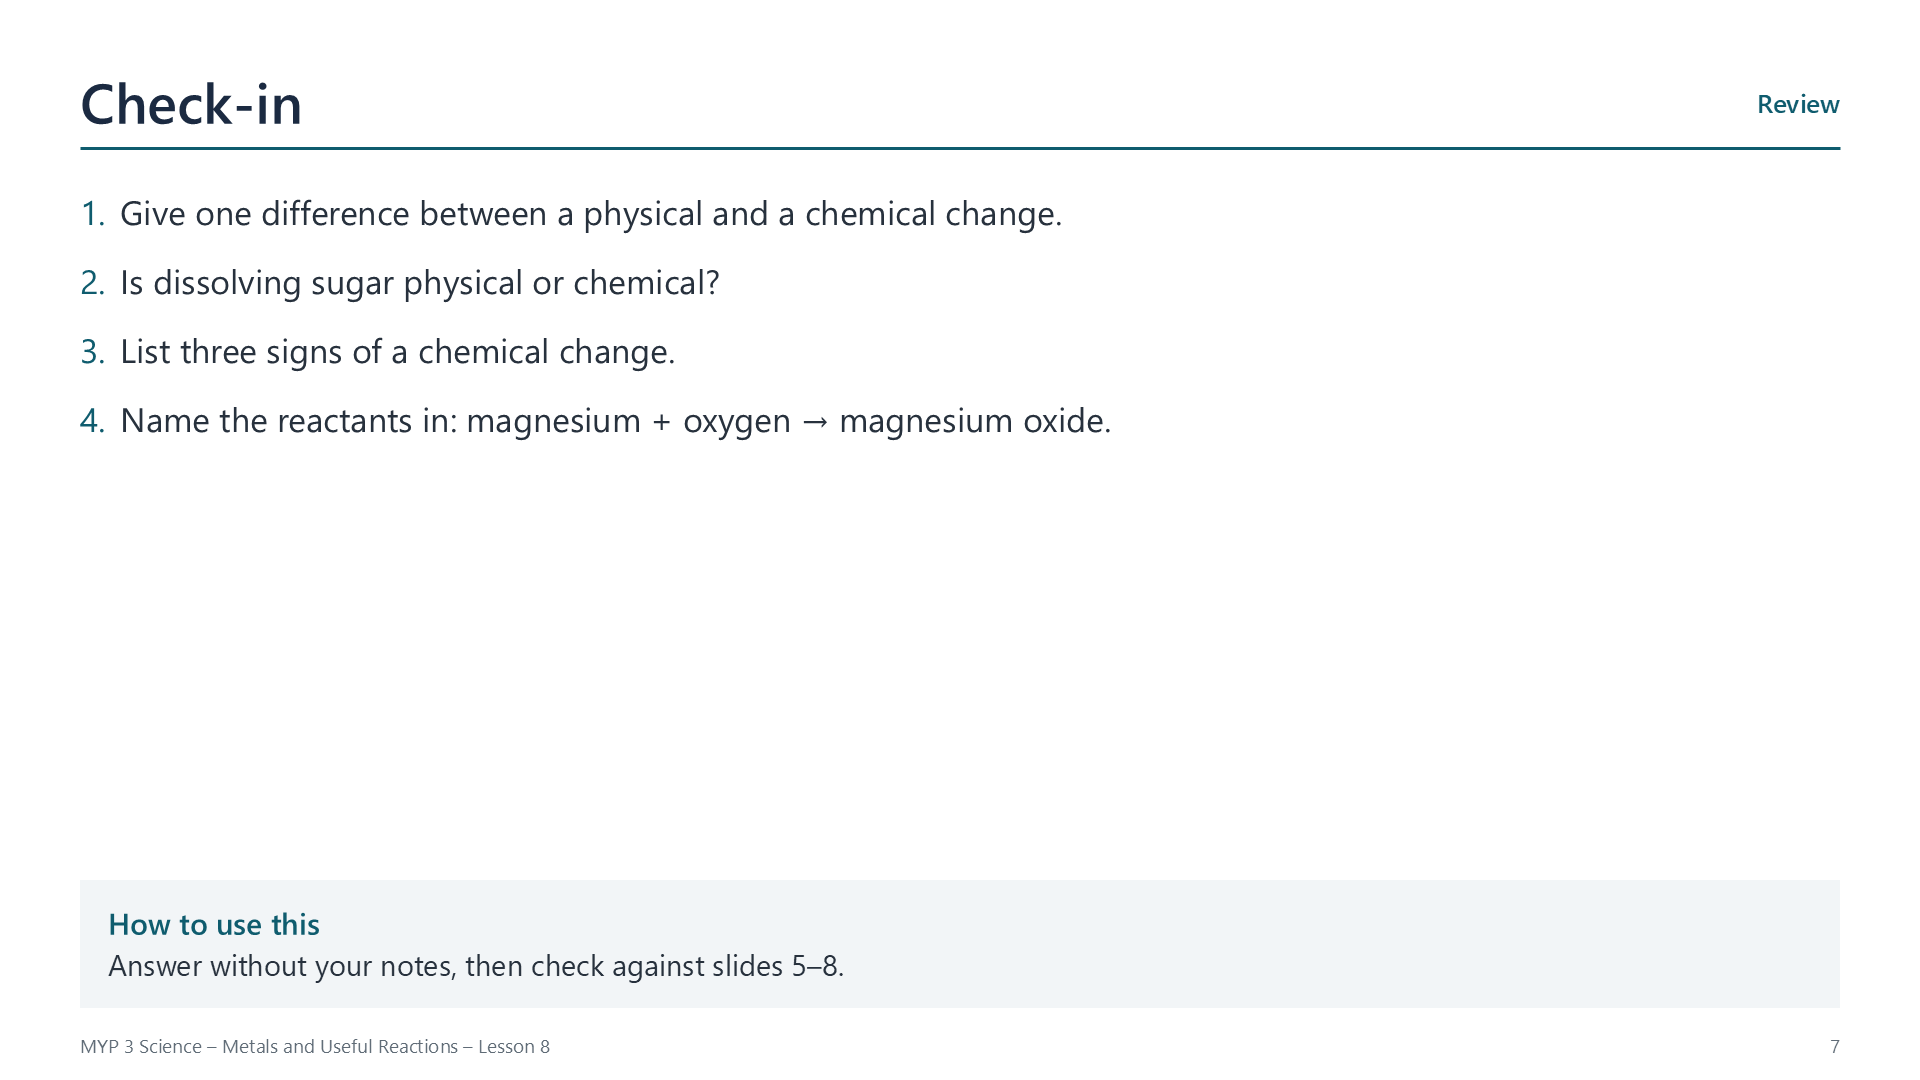 Check-in
Review
1. Give one difference between a physical and a chemical change.
2. Is dissolving sugar physical or chemical?
3. List three signs of a chemical change.
4. Name the reactants in: magnesium + oxygen → magnesium oxide.
How to use this
Answer without your notes, then check against slides 5–8.
MYP 3 Science – Metals and Useful Reactions – Lesson 8
7